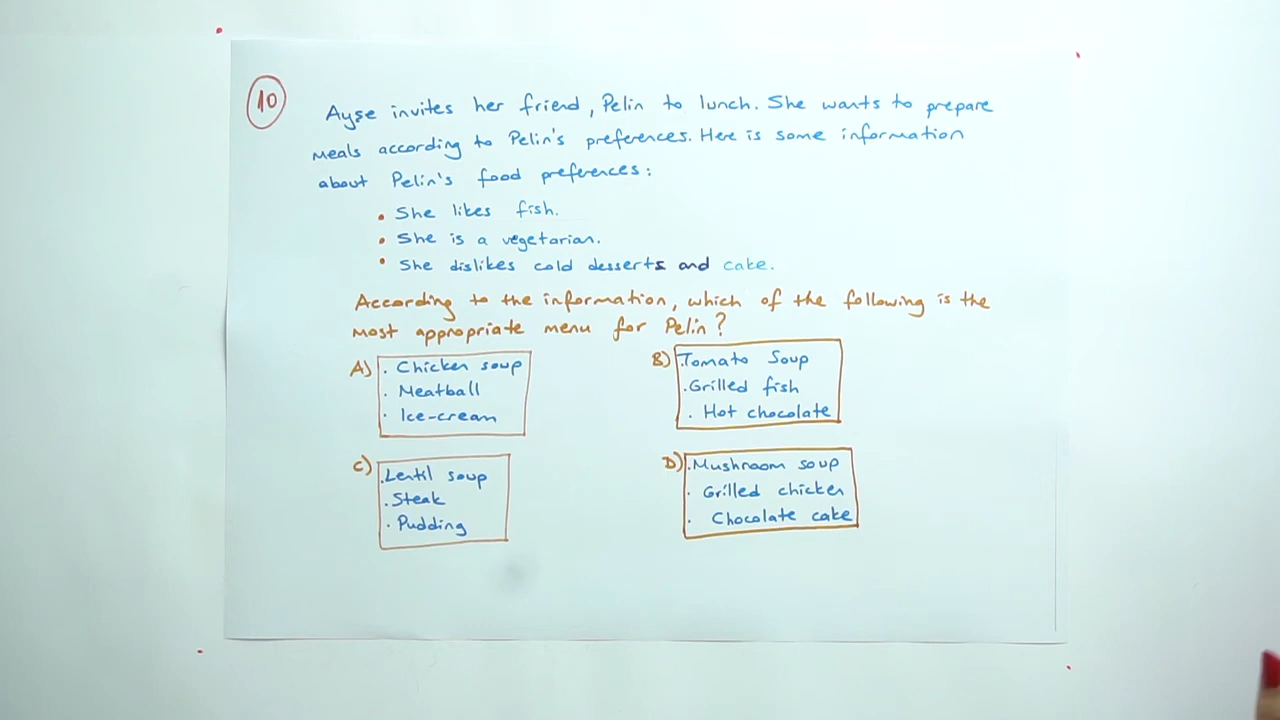 10
Ayşe invites her friend, Pelin to lunch. She wants to prepare
meals according to Pelin's preferences. Here is some information
about Pelin's food preferences:
• She likes fish.
• She is a vegetarian.
• She dislikes cold desserts and cake.
According to the information, which of the following is the
most appropriate menu for Pelin?
A) . Chicken soup
. Meatball
. Ice-cream
B) . Tomato Soup
. Grilled fish
. Hot chocolate
C) . Lentil soup
. Steak
. Pudding
D) . Mushroom soup
. Grilled chicken
. Chocolate cake